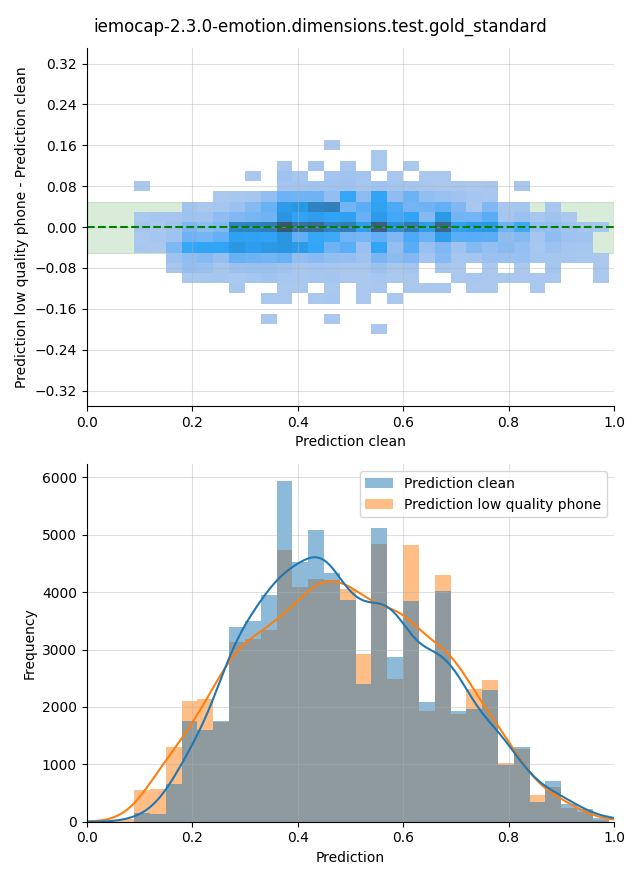 iemocap-2.3.0-emotion.dimensions.test.gold_standard
Prediction low quality phone - Prediction clean
0.32
0.24
0.16
0.08
0.00
−0.08
−0.16
−0.24
−0.32
0.0 0.2 0.4 0.6 0.8 1.0
Prediction clean
Frequency
6000
5000
4000
3000
2000
1000
0
Prediction clean
Prediction low quality phone
0.0 0.2 0.4 0.6 0.8 1.0
Prediction